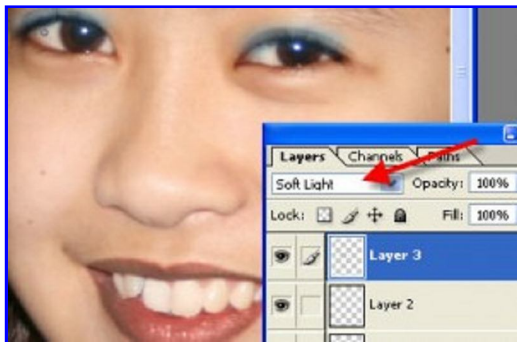 Layers Channels Paths
Soft Light Opacity: 100%
Lock: Fill: 100%
Layer 3
Layer 2